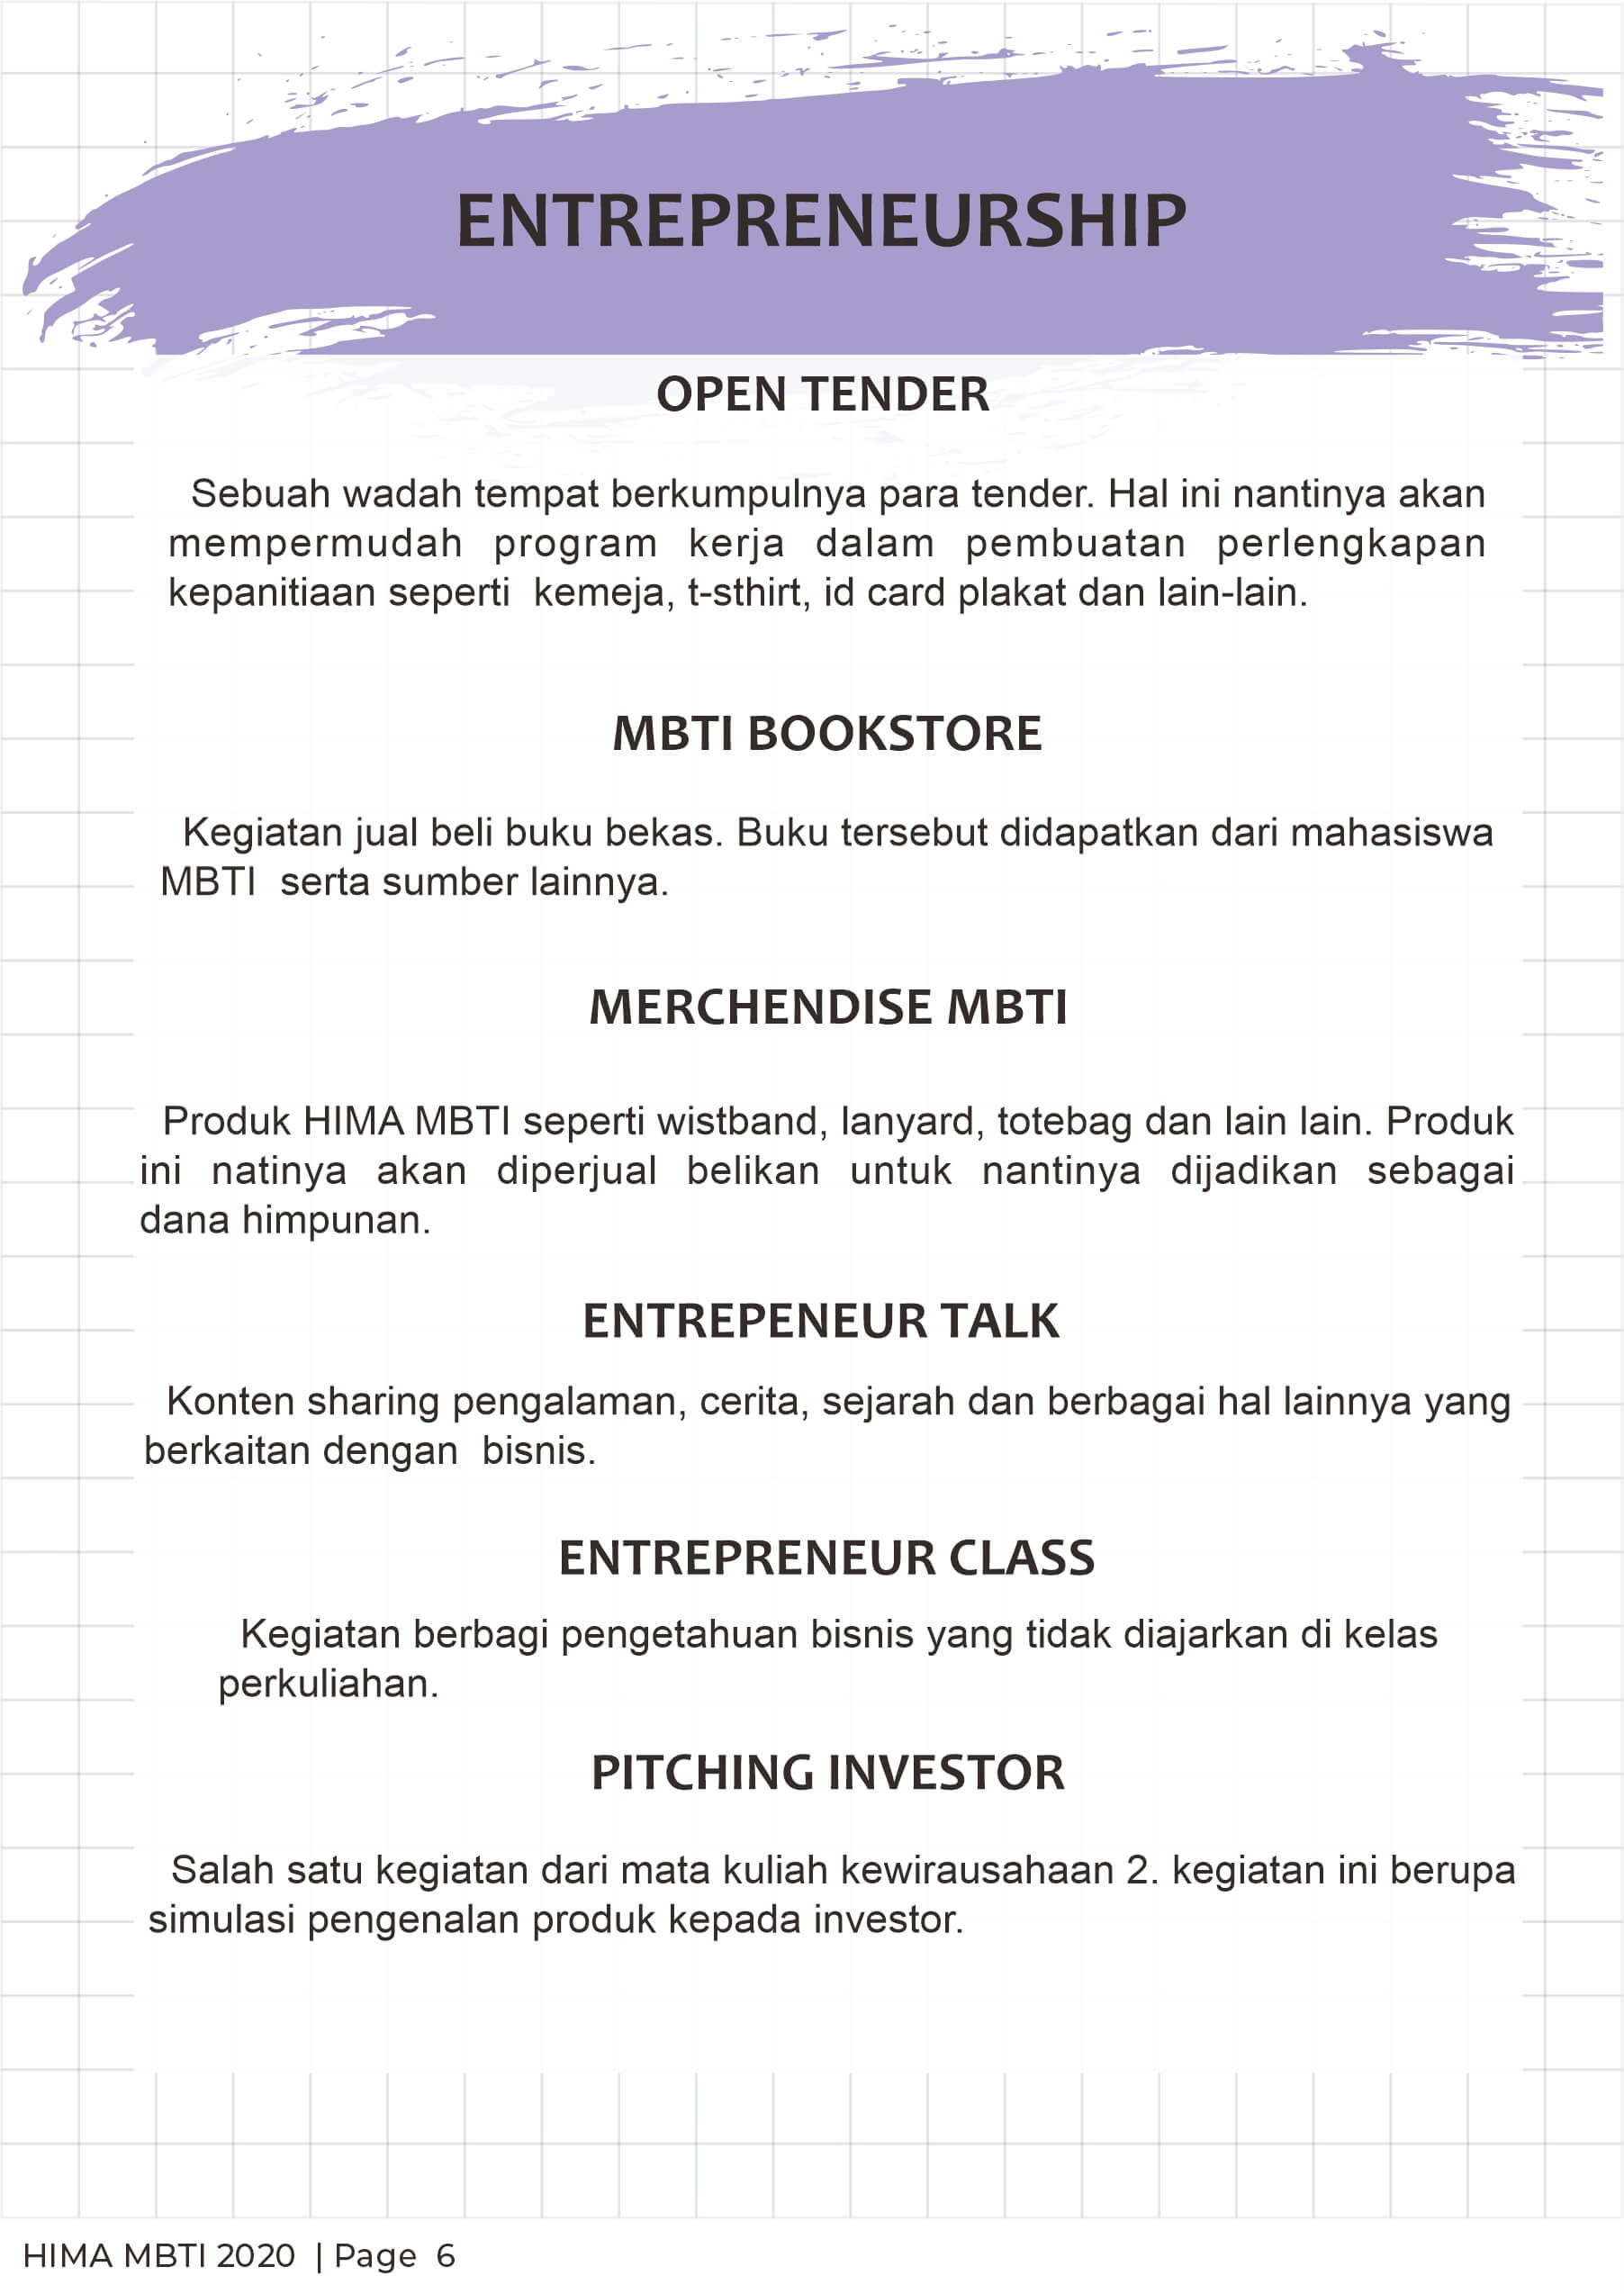 ENTREPRENEURSHIP
OPEN TENDER
Sebuah wadah tempat berkumpulnya para tender. Hal ini nantinya akan
mempermudah program kerja dalam pembuatan perlengkapan
kepanitiaan seperti kemeja, t-sthirt, id card plakat dan lain-lain.
MBTI BOOKSTORE
Kegiatan jual beli buku bekas. Buku tersebut didapatkan dari mahasiswa
MBTI serta sumber lainnya.
MERCHENDISE MBTI
Produk HIMA MBTI seperti wistband, lanyard, totebag dan lain lain. Produk
ini natinya akan diperjual belikan untuk nantinya dijadikan sebagai
dana himpunan.
ENTREPENEUR TALK
Konten sharing pengalaman, cerita, sejarah dan berbagai hal lainnya yang
berkaitan dengan bisnis.
ENTREPRENEUR CLASS
Kegiatan berbagi pengetahuan bisnis yang tidak diajarkan di kelas
perkuliahan.
PITCHING INVESTOR
Salah satu kegiatan dari mata kuliah kewirausahaan 2. kegiatan ini berupa
simulasi pengenalan produk kepada investor.
HIMA MBTI 2020 | Page 6